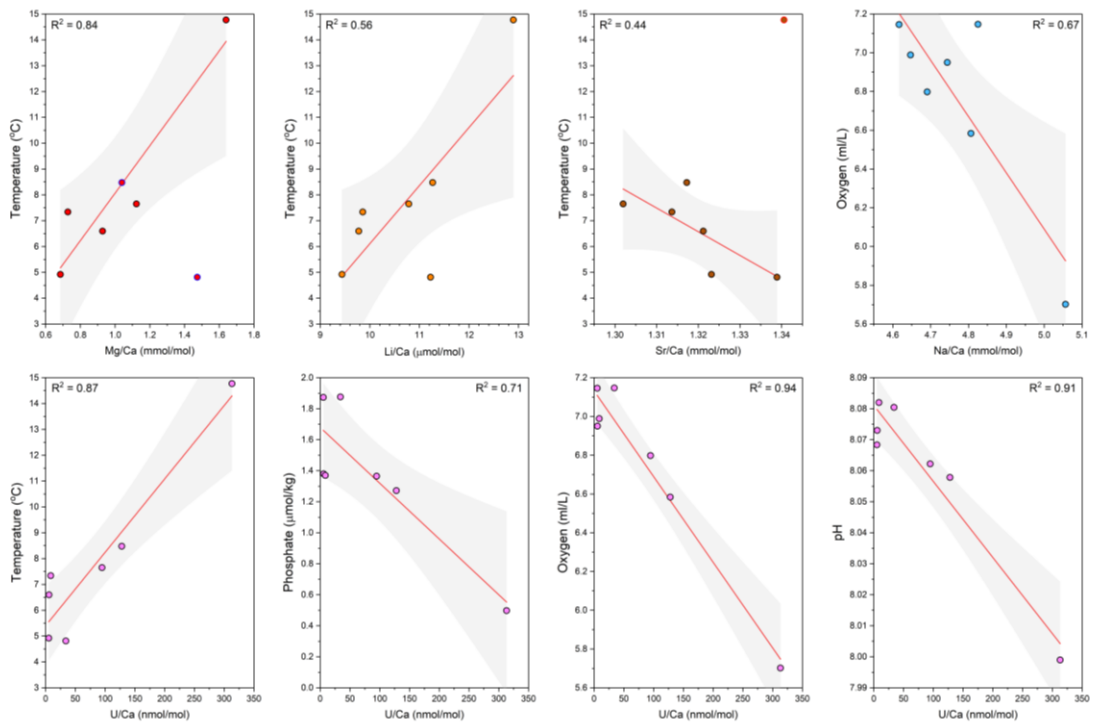 R² = 0.84
Temperature (°C)
15
14
13
12
11
10
9
8
7
6
5
4
3
0.6 0.8 1.0 1.2 1.4 1.6 1.8
Mg/Ca (mmol/mol)
R² = 0.56
Temperature (°C)
15
14
13
12
11
10
9
8
7
6
5
4
3
9 10 11 12 13
Li/Ca (μmol/mol)
R² = 0.44
Temperature (°C)
15
14
13
12
11
10
9
8
7
6
5
4
3
1.30 1.31 1.32 1.33 1.34
Sr/Ca (mmol/mol)
R² = 0.67
Oxygen (ml/L)
7.2
7.0
6.8
6.6
6.4
6.2
6.0
5.8
5.6
4.6 4.7 4.8 4.9 5.0 5.1
Na/Ca (mmol/mol)
R² = 0.87
Temperature (°C)
15
14
13
12
11
10
9
8
7
6
5
4
3
0 50 100 150 200 250 300 350
U/Ca (nmol/mol)
R² = 0.71
Phosphate (μmol/kg)
2.0
1.8
1.6
1.4
1.2
1.0
0.8
0.6
0.4
0.2
0.0
0 50 100 150 200 250 300 350
U/Ca (nmol/mol)
R² = 0.94
Oxygen (ml/L)
7.2
7.0
6.8
6.6
6.4
6.2
6.0
5.8
5.6
0 50 100 150 200 250 300 350
U/Ca (nmol/mol)
R² = 0.91
pH
8.09
8.08
8.07
8.06
8.05
8.04
8.03
8.02
8.01
8.00
7.99
0 50 100 150 200 250 300 350
U/Ca (nmol/mol)